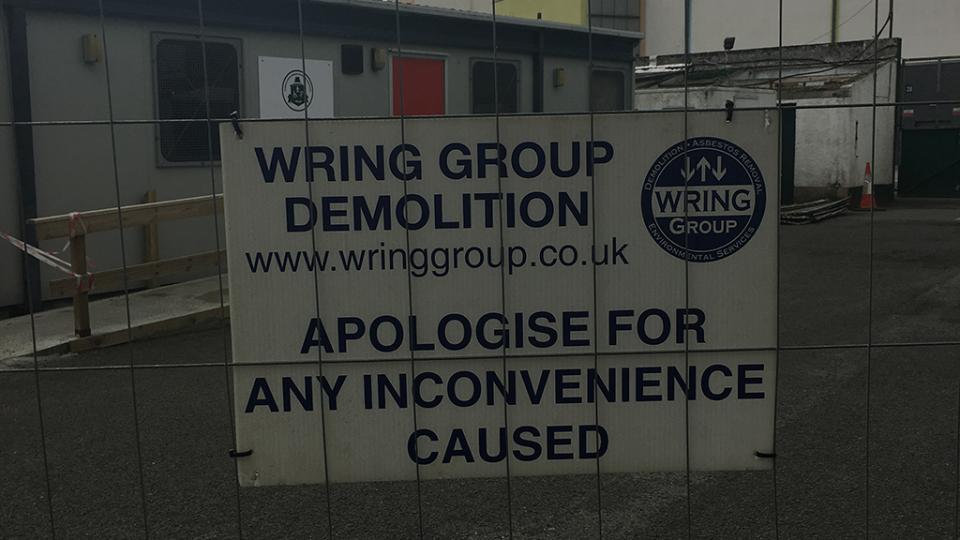 WRING GROUP
DEMOLITION
www.wringgroup.co.uk
DEMOLITION • ASBESTOS REMOVAL
WRING
GROUP
ENVIRONMENTAL SERVICES
APOLOGISE FOR
ANY INCONVENIENCE
CAUSED